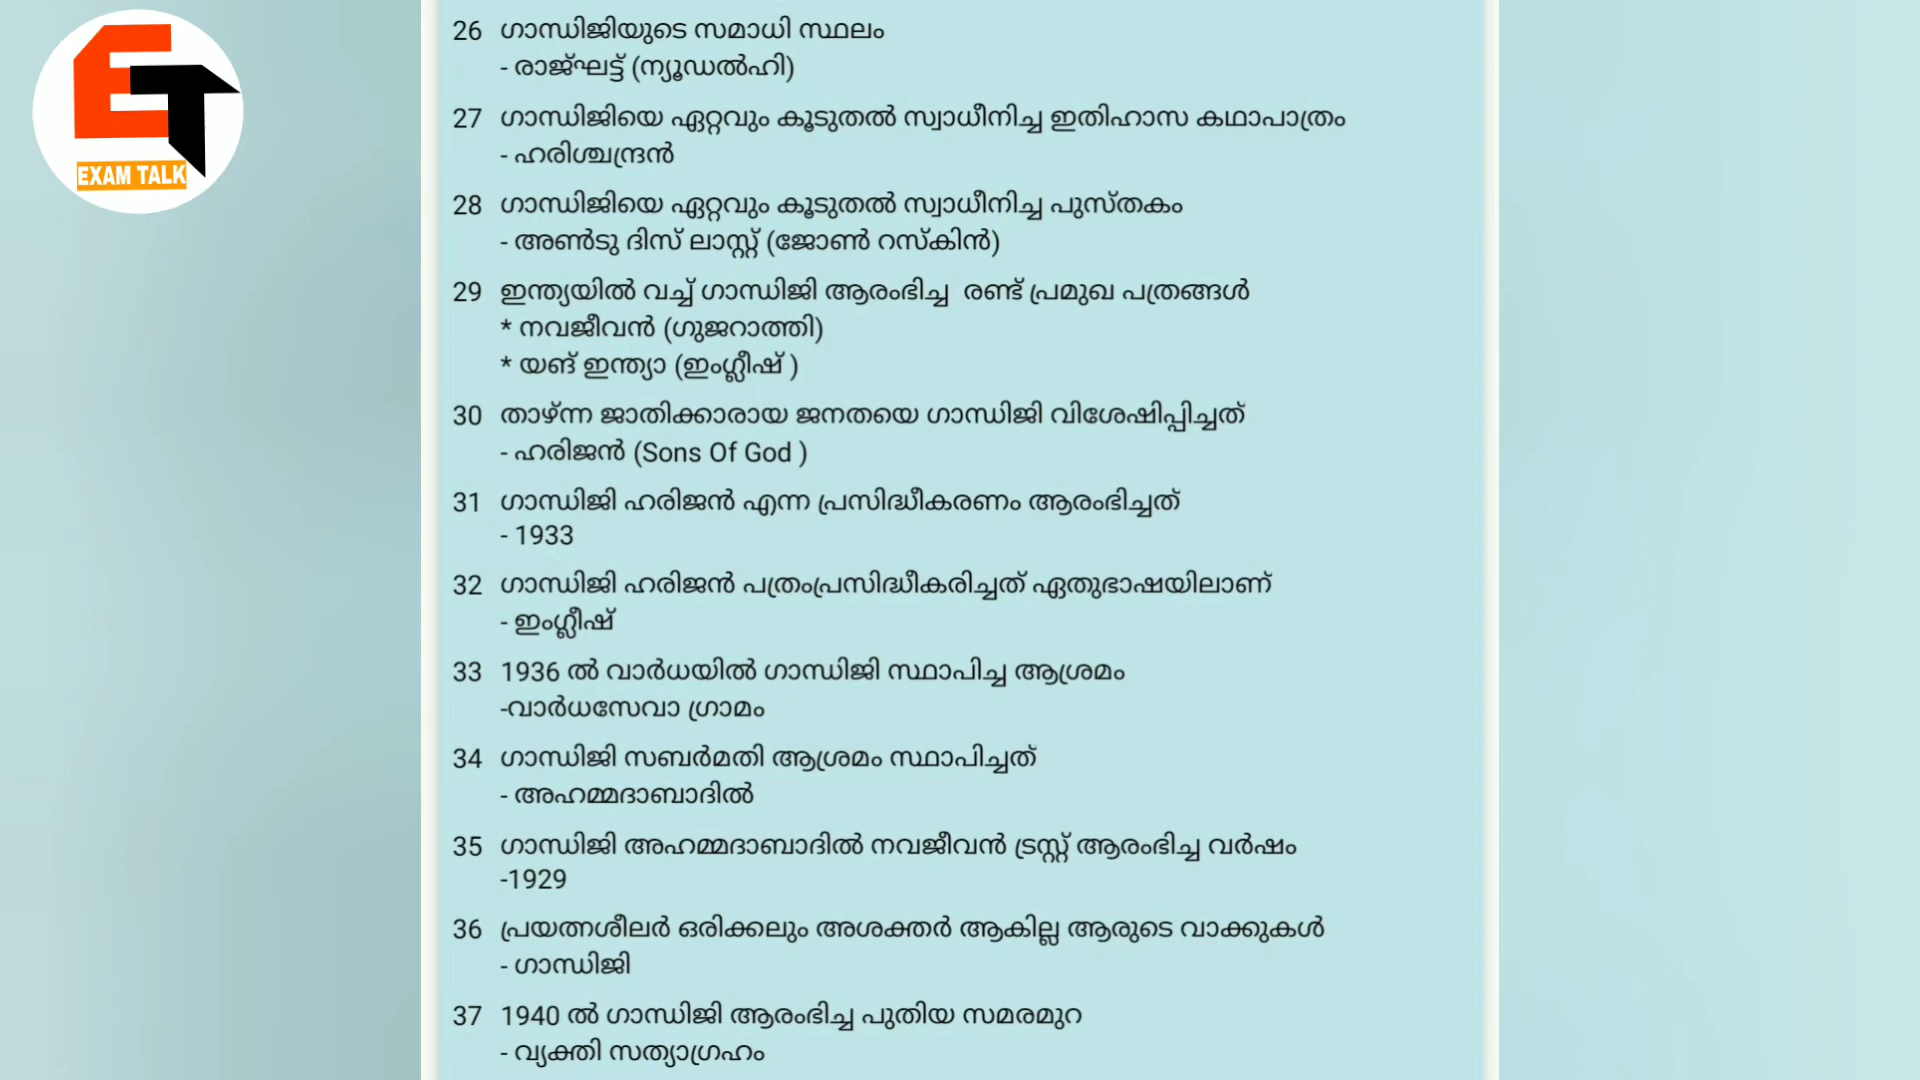 ET
EXAM TALK
26 ഗാന്ധിജിയുടെ സമാധി സ്ഥലം
- രാജ്ഘട്ട് (ന്യൂഡൽഹി)
27 ഗാന്ധിജിയെ ഏറ്റവും കൂടുതൽ സ്വാധീനിച്ച ഇതിഹാസ കഥാപാത്രം
- ഹരിശ്ചന്ദ്രൻ
28 ഗാന്ധിജിയെ ഏറ്റവും കൂടുതൽ സ്വാധീനിച്ച പുസ്തകം
- അൺടു ദിസ് ലാസ്റ്റ് (ജോൺ റസ്കിൻ)
29 ഇന്ത്യയിൽ വച്ച് ഗാന്ധിജി ആരംഭിച്ച രണ്ട് പ്രമുഖ പത്രങ്ങൾ
* നവജീവൻ (ഗുജറാത്തി)
* യങ് ഇന്ത്യാ (ഇംഗ്ലീഷ് )
30 താഴ്ന്ന ജാതിക്കാരായ ജനതയെ ഗാന്ധിജി വിശേഷിപ്പിച്ചത്
- ഹരിജൻ (Sons Of God )
31 ഗാന്ധിജി ഹരിജൻ എന്ന പ്രസിദ്ധീകരണം ആരംഭിച്ചത്
- 1933
32 ഗാന്ധിജി ഹരിജൻ പത്രംപ്രസിദ്ധീകരിച്ചത് ഏതുഭാഷയിലാണ്
- ഇംഗ്ലീഷ്
33 1936 ൽ വാർധയിൽ ഗാന്ധിജി സ്ഥാപിച്ച ആശ്രമം
-വാർധസേവാ ഗ്രാമം
34 ഗാന്ധിജി സബർമതി ആശ്രമം സ്ഥാപിച്ചത്
- അഹമ്മദാബാദിൽ
35 ഗാന്ധിജി അഹമ്മദാബാദിൽ നവജീവൻ ട്രസ്റ്റ് ആരംഭിച്ച വർഷം
-1929
36 പ്രയത്നശീലർ ഒരിക്കലും അശക്തർ ആകില്ല ആരുടെ വാക്കുകൾ
- ഗാന്ധിജി
37 1940 ൽ ഗാന്ധിജി ആരംഭിച്ച പുതിയ സമരമുറ
- വ്യക്തി സത്യാഗ്രഹം